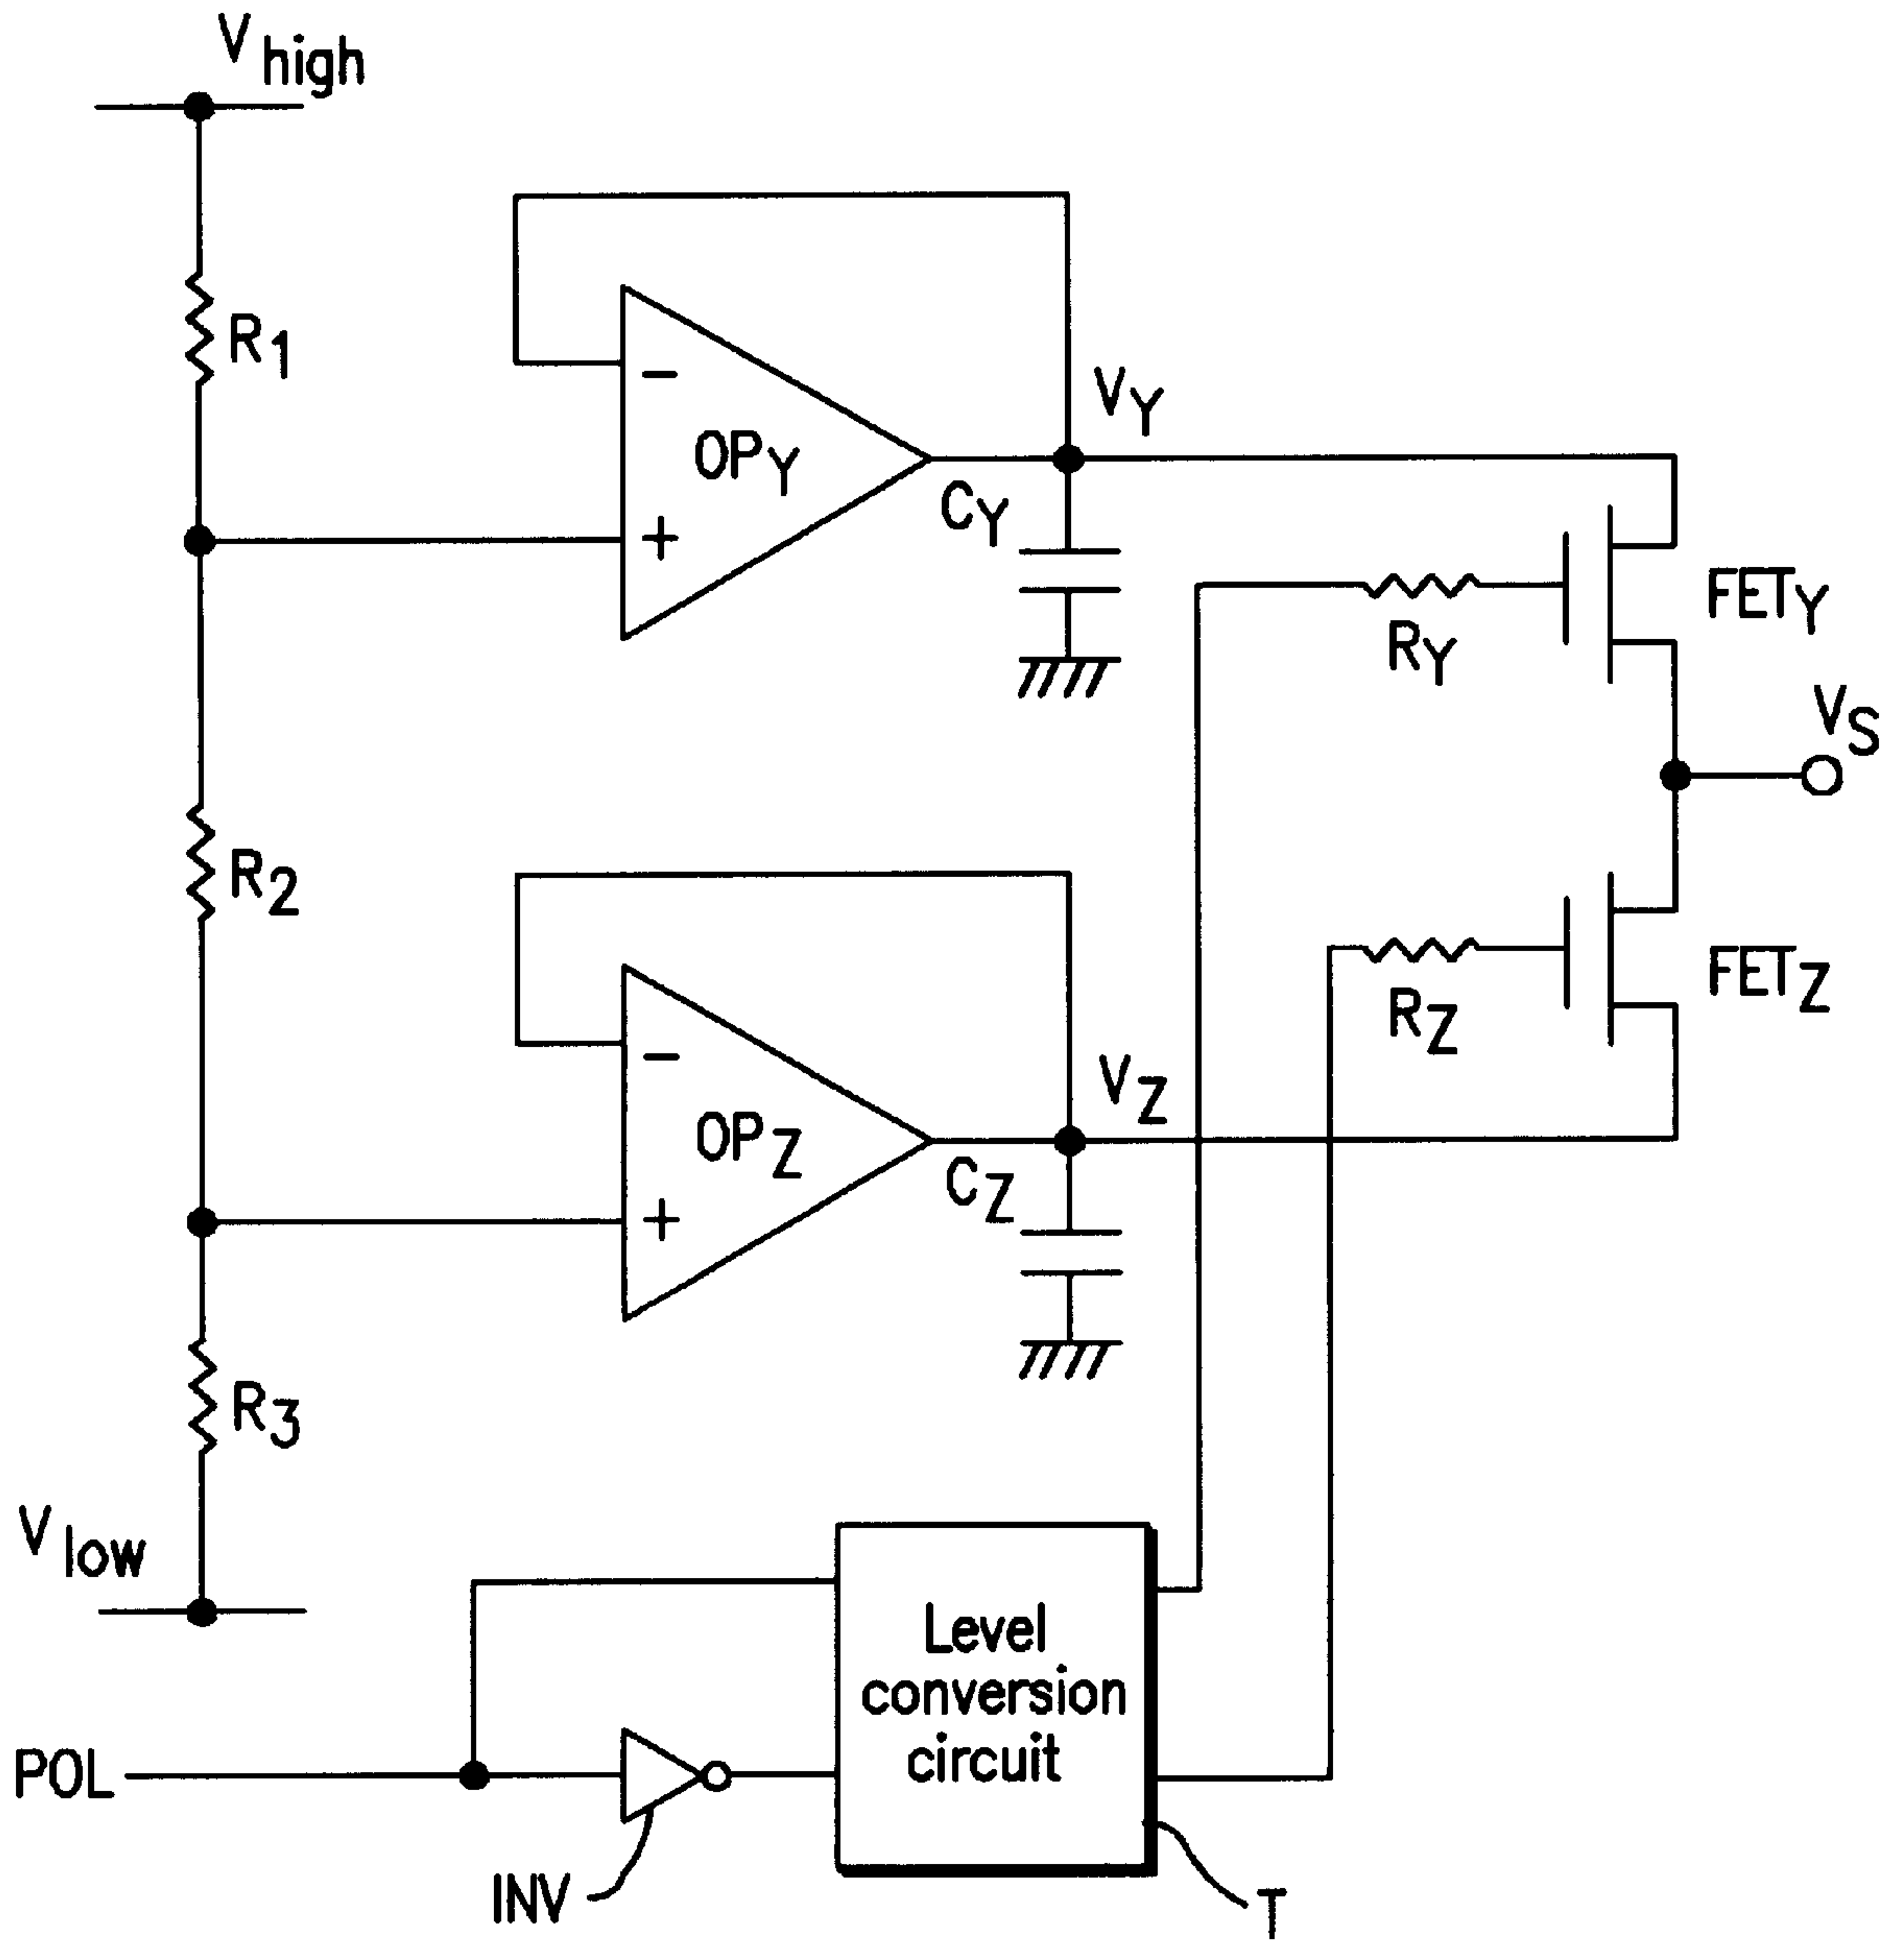 Vhigh
R1
OPY
−
+
VY
CY
RY
FETY
VS
R2
OPZ
−
+
VZ
CZ
RZ
FETZ
R3
Vlow
Level
conversion
circuit
POL
INV
T